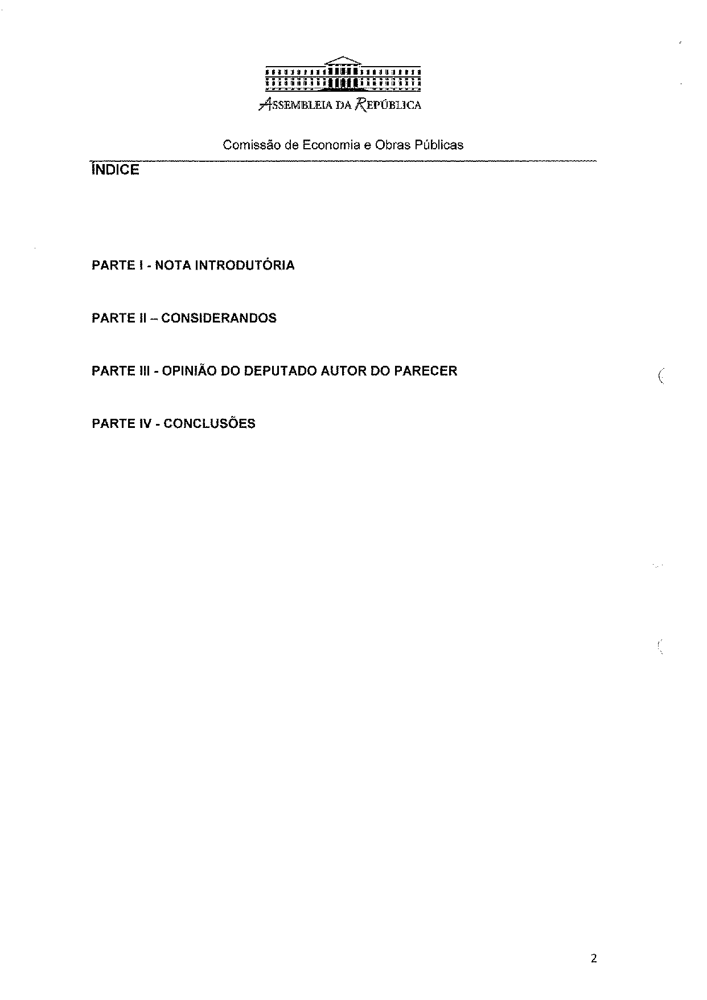 ASSEMBLEIA DA REPÚBLICA
Comissão de Economia e Obras Públicas
ÍNDICE
PARTE I - NOTA INTRODUTÓRIA
PARTE II – CONSIDERANDOS
PARTE III - OPINIÃO DO DEPUTADO AUTOR DO PARECER
PARTE IV - CONCLUSÕES
2